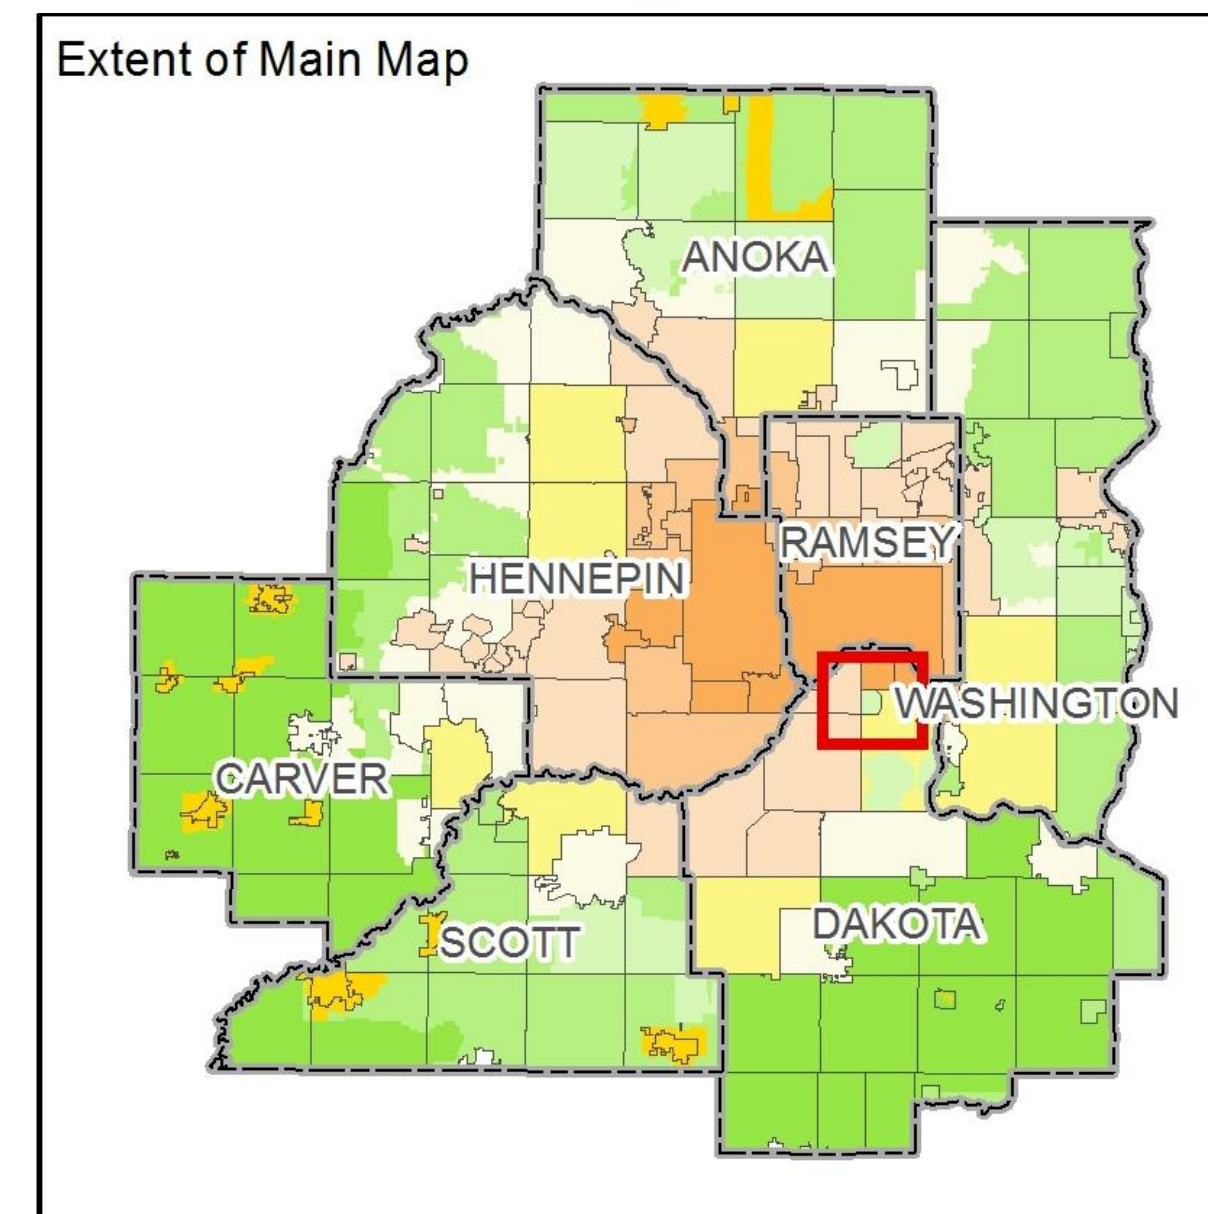 Extent of Main Map
ANOKA
RAMSEY
HENNEPIN
WASHINGTON
CARVER
DAKOTA
SCOTT